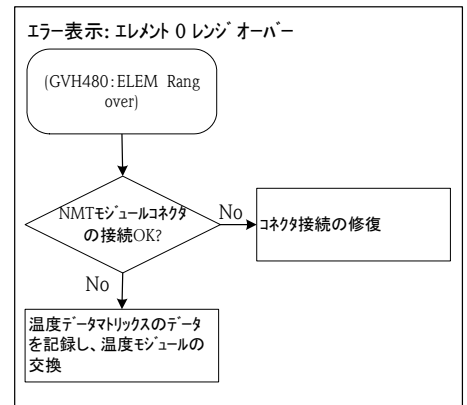 エラー表示: エレメント 0 レンジ オーバー
(GVH480:ELEM Rang
over)
NMTモジュールコネクタ
の接続OK?
No
コネクタ接続の修復
No
温度データマトリックスのデータ
を記録し、温度モジュールの
交換